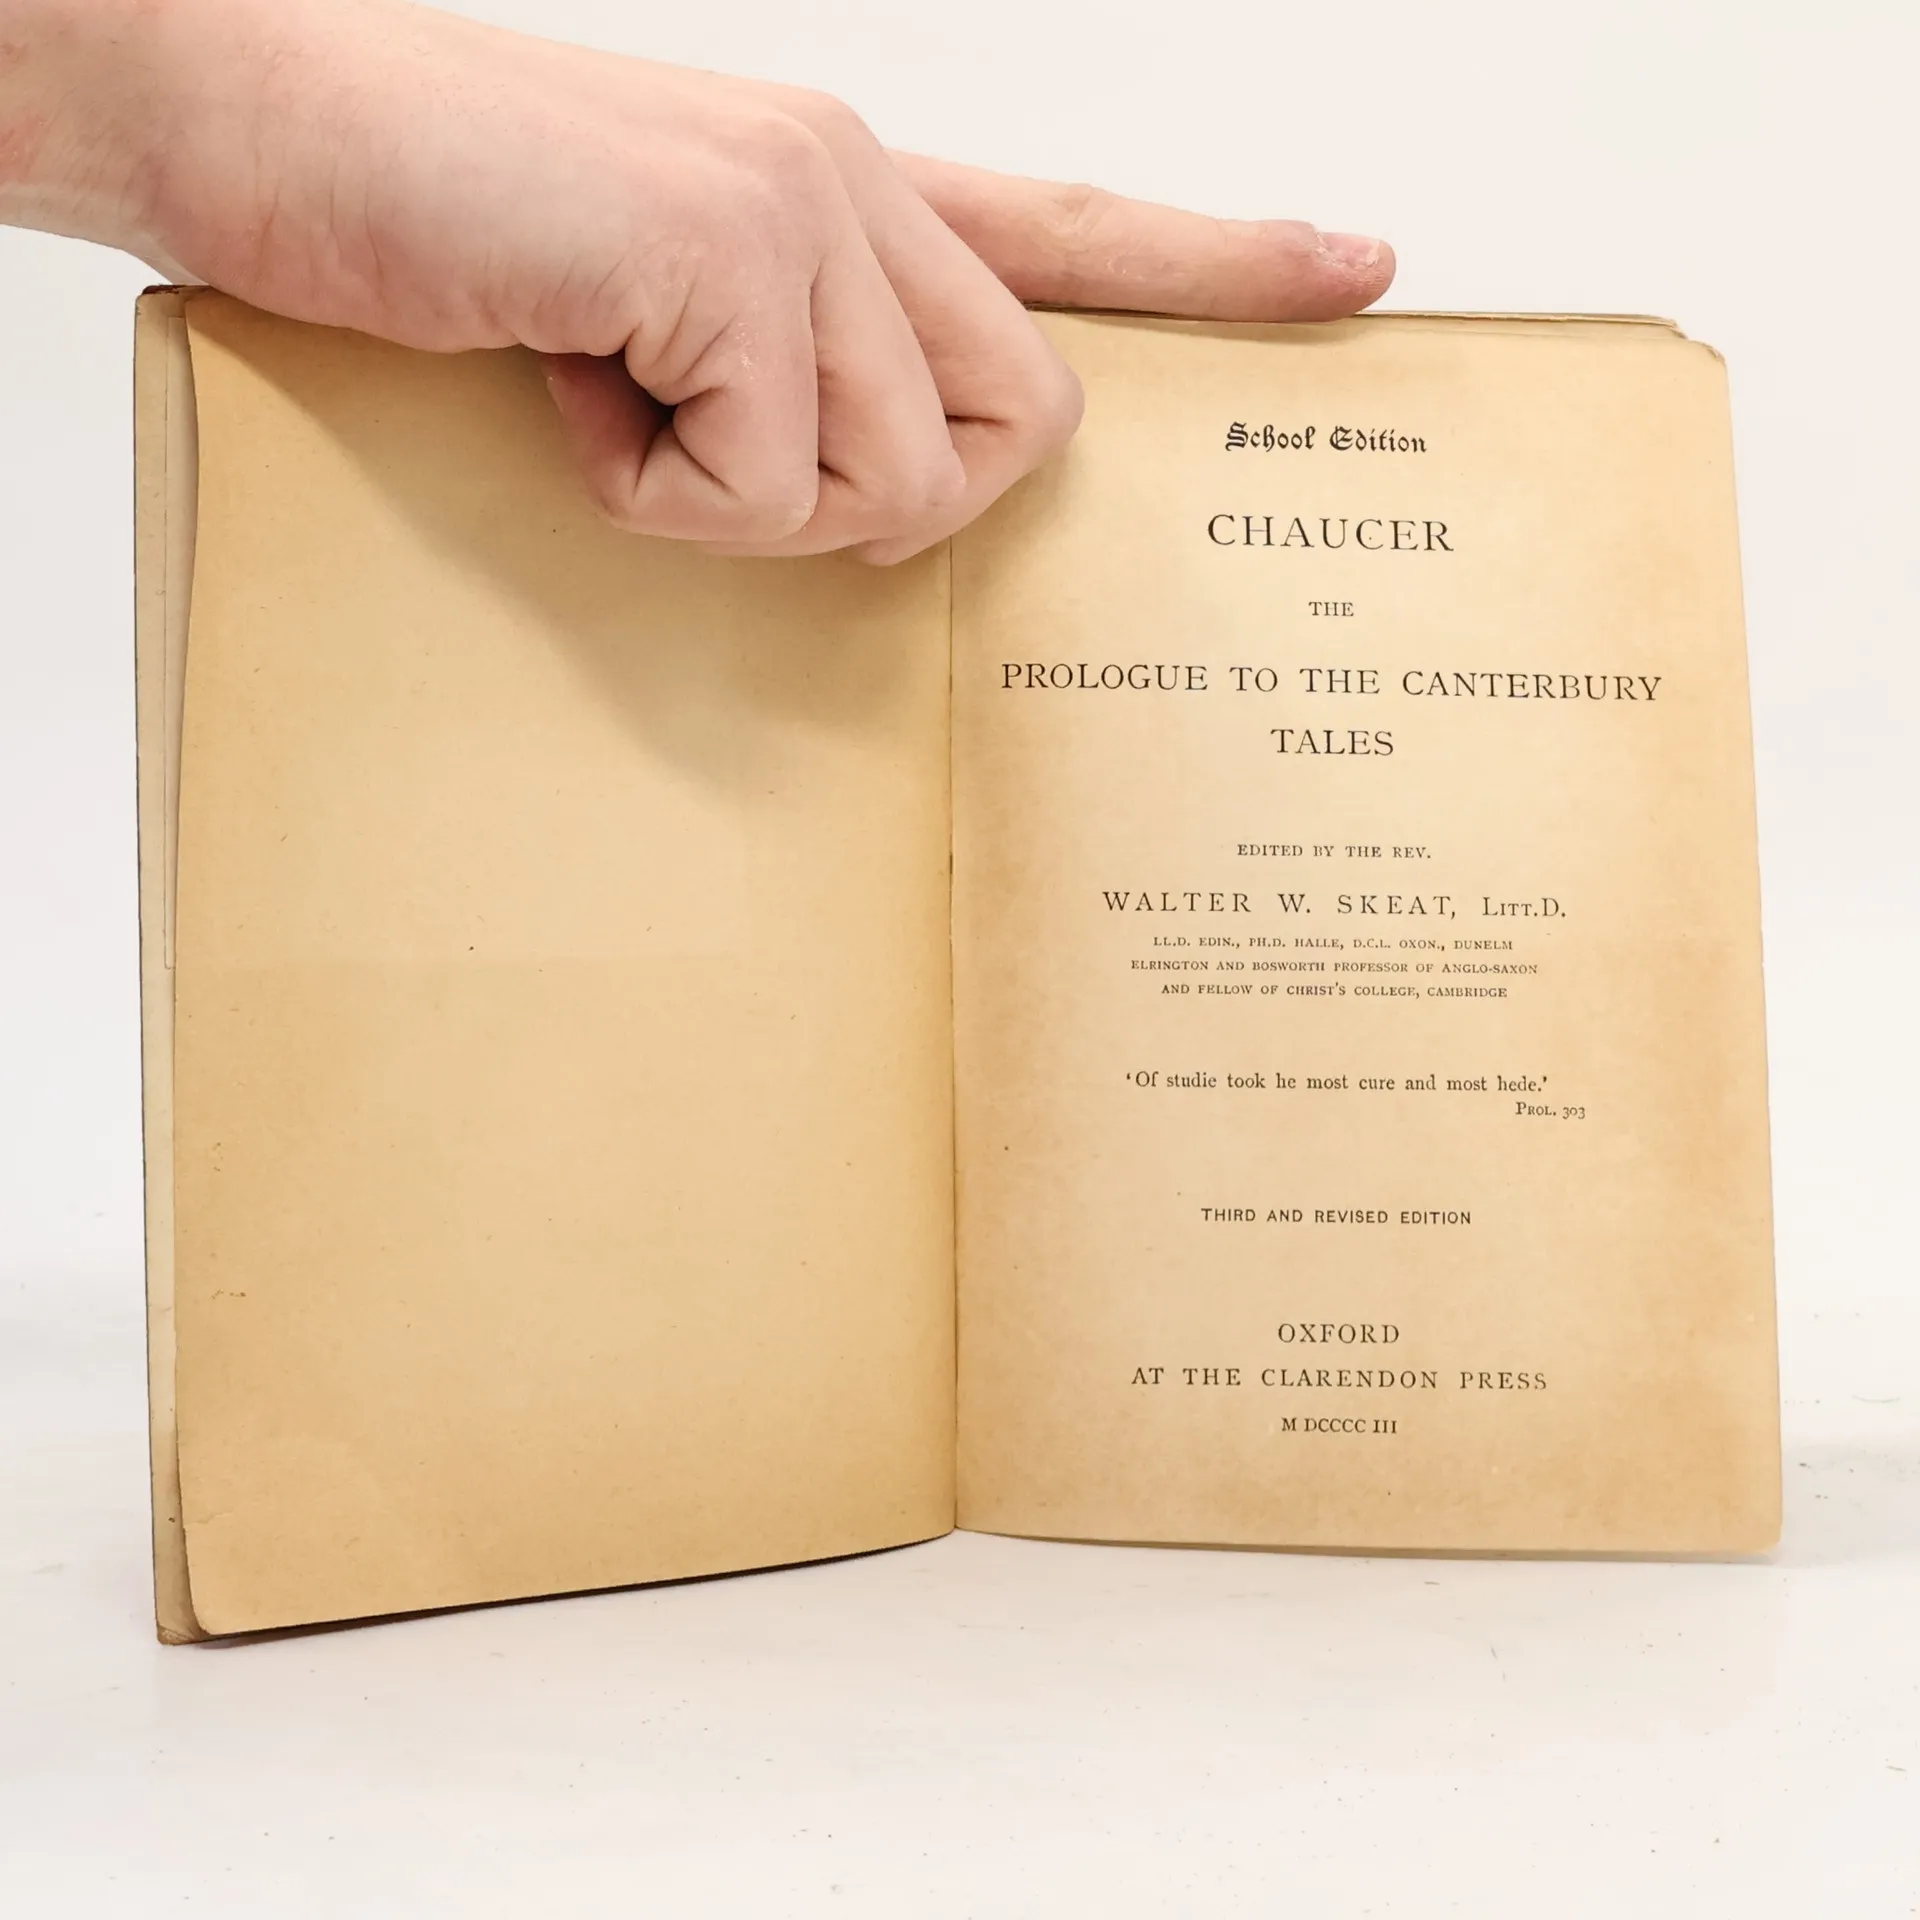 School Edition
CHAUCER
THE
PROLOGUE TO THE CANTERBURY
TALES
EDITED BY THE REV.
WALTER W. SKEAT, LITT.D.
LL.D. EDIN., PH.D. HALLE, D.C.L. OXON., DUNELM
ELRINGTON AND BOSWORTH PROFESSOR OF ANGLO-SAXON
AND FELLOW OF CHRIST'S COLLEGE, CAMBRIDGE
'Of studie took he most cure and most hede.'
PROL. 303
THIRD AND REVISED EDITION
OXFORD
AT THE CLARENDON PRESS
M DCCCC III